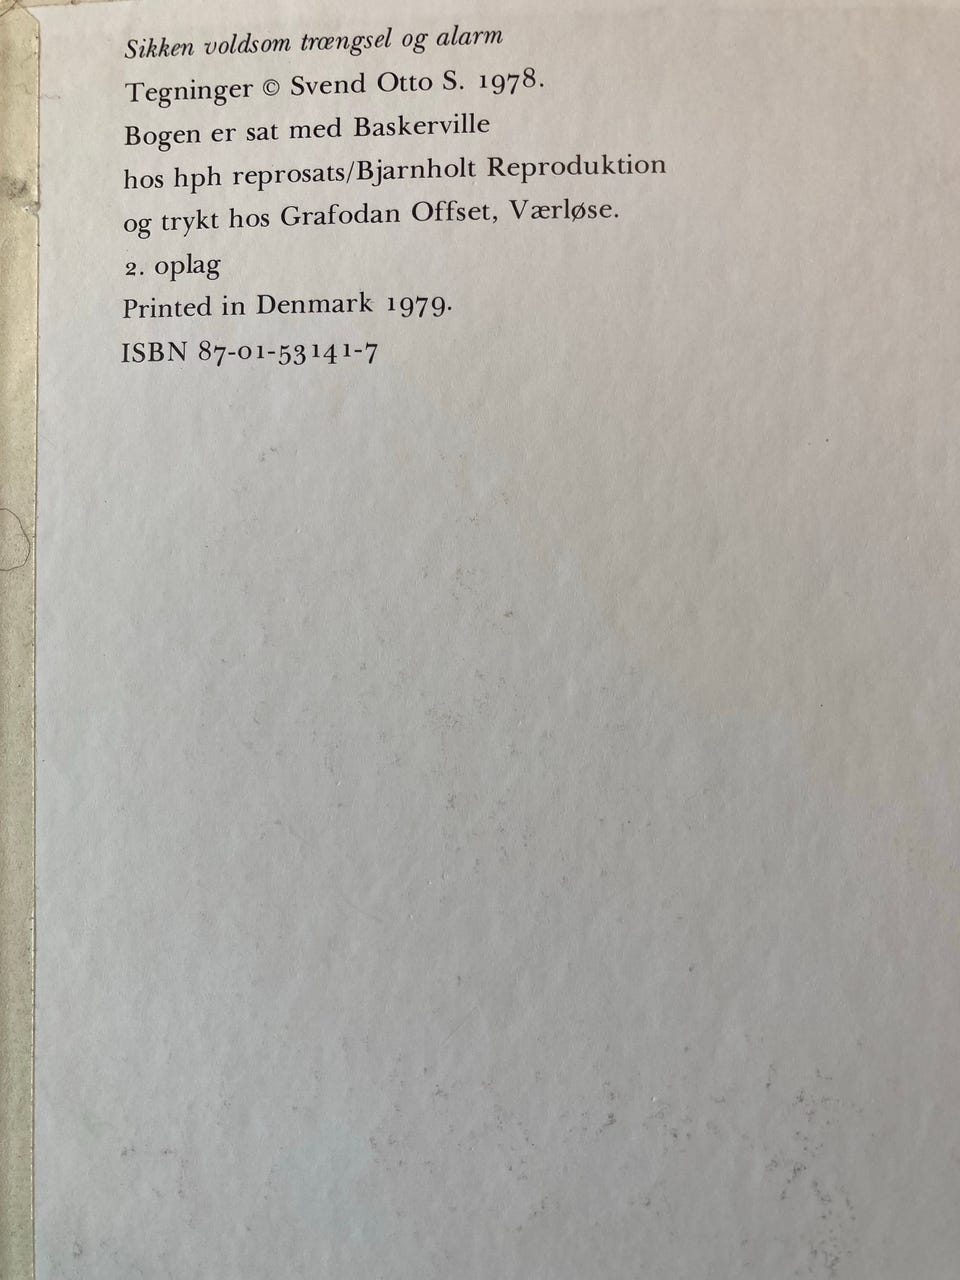 Sikken voldsom trængsel og alarm
Tegninger © Svend Otto S. 1978.
Bogen er sat med Baskerville
hos hph reprosats/Bjarnholt Reproduktion
og trykt hos Grafodan Offset, Værløse.
2. oplag
Printed in Denmark 1979.
ISBN 87-01-53141-7